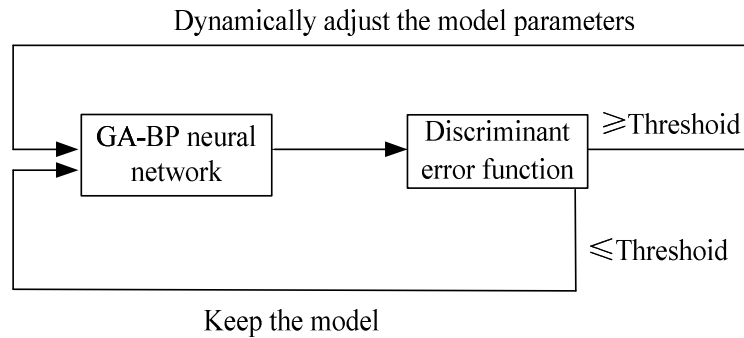 Dynamically adjust the model parameters
GA-BP neural
network
Discriminant
error function
≥Threshoid
≤Threshoid
Keep the model